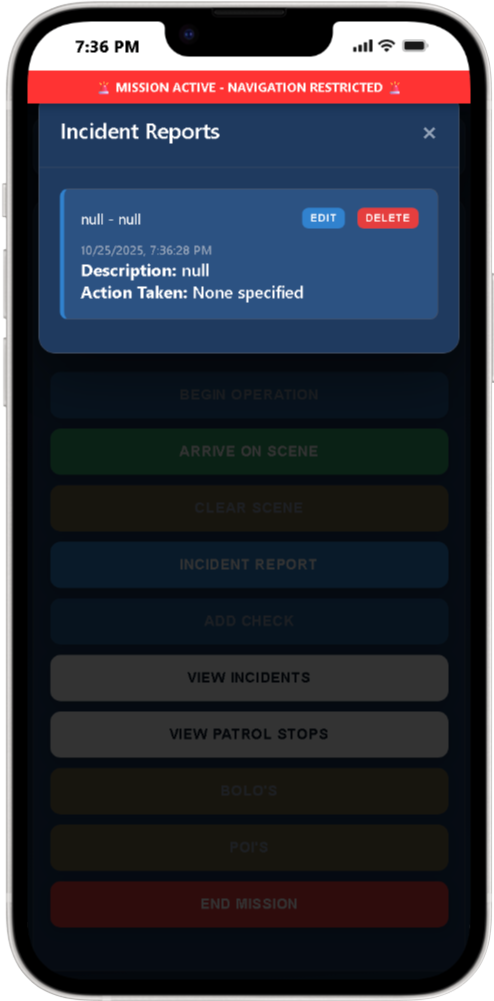 7:36 PM
🚨 MISSION ACTIVE - NAVIGATION RESTRICTED 🚨
Incident Reports ×
null - null EDIT DELETE
10/25/2025, 7:36:28 PM
Description: null
Action Taken: None specified
BEGIN OPERATION
ARRIVE ON SCENE
CLEAR SCENE
INCIDENT REPORT
ADD CHECK
VIEW INCIDENTS
VIEW PATROL STOPS
BOLO'S
POI'S
END MISSION